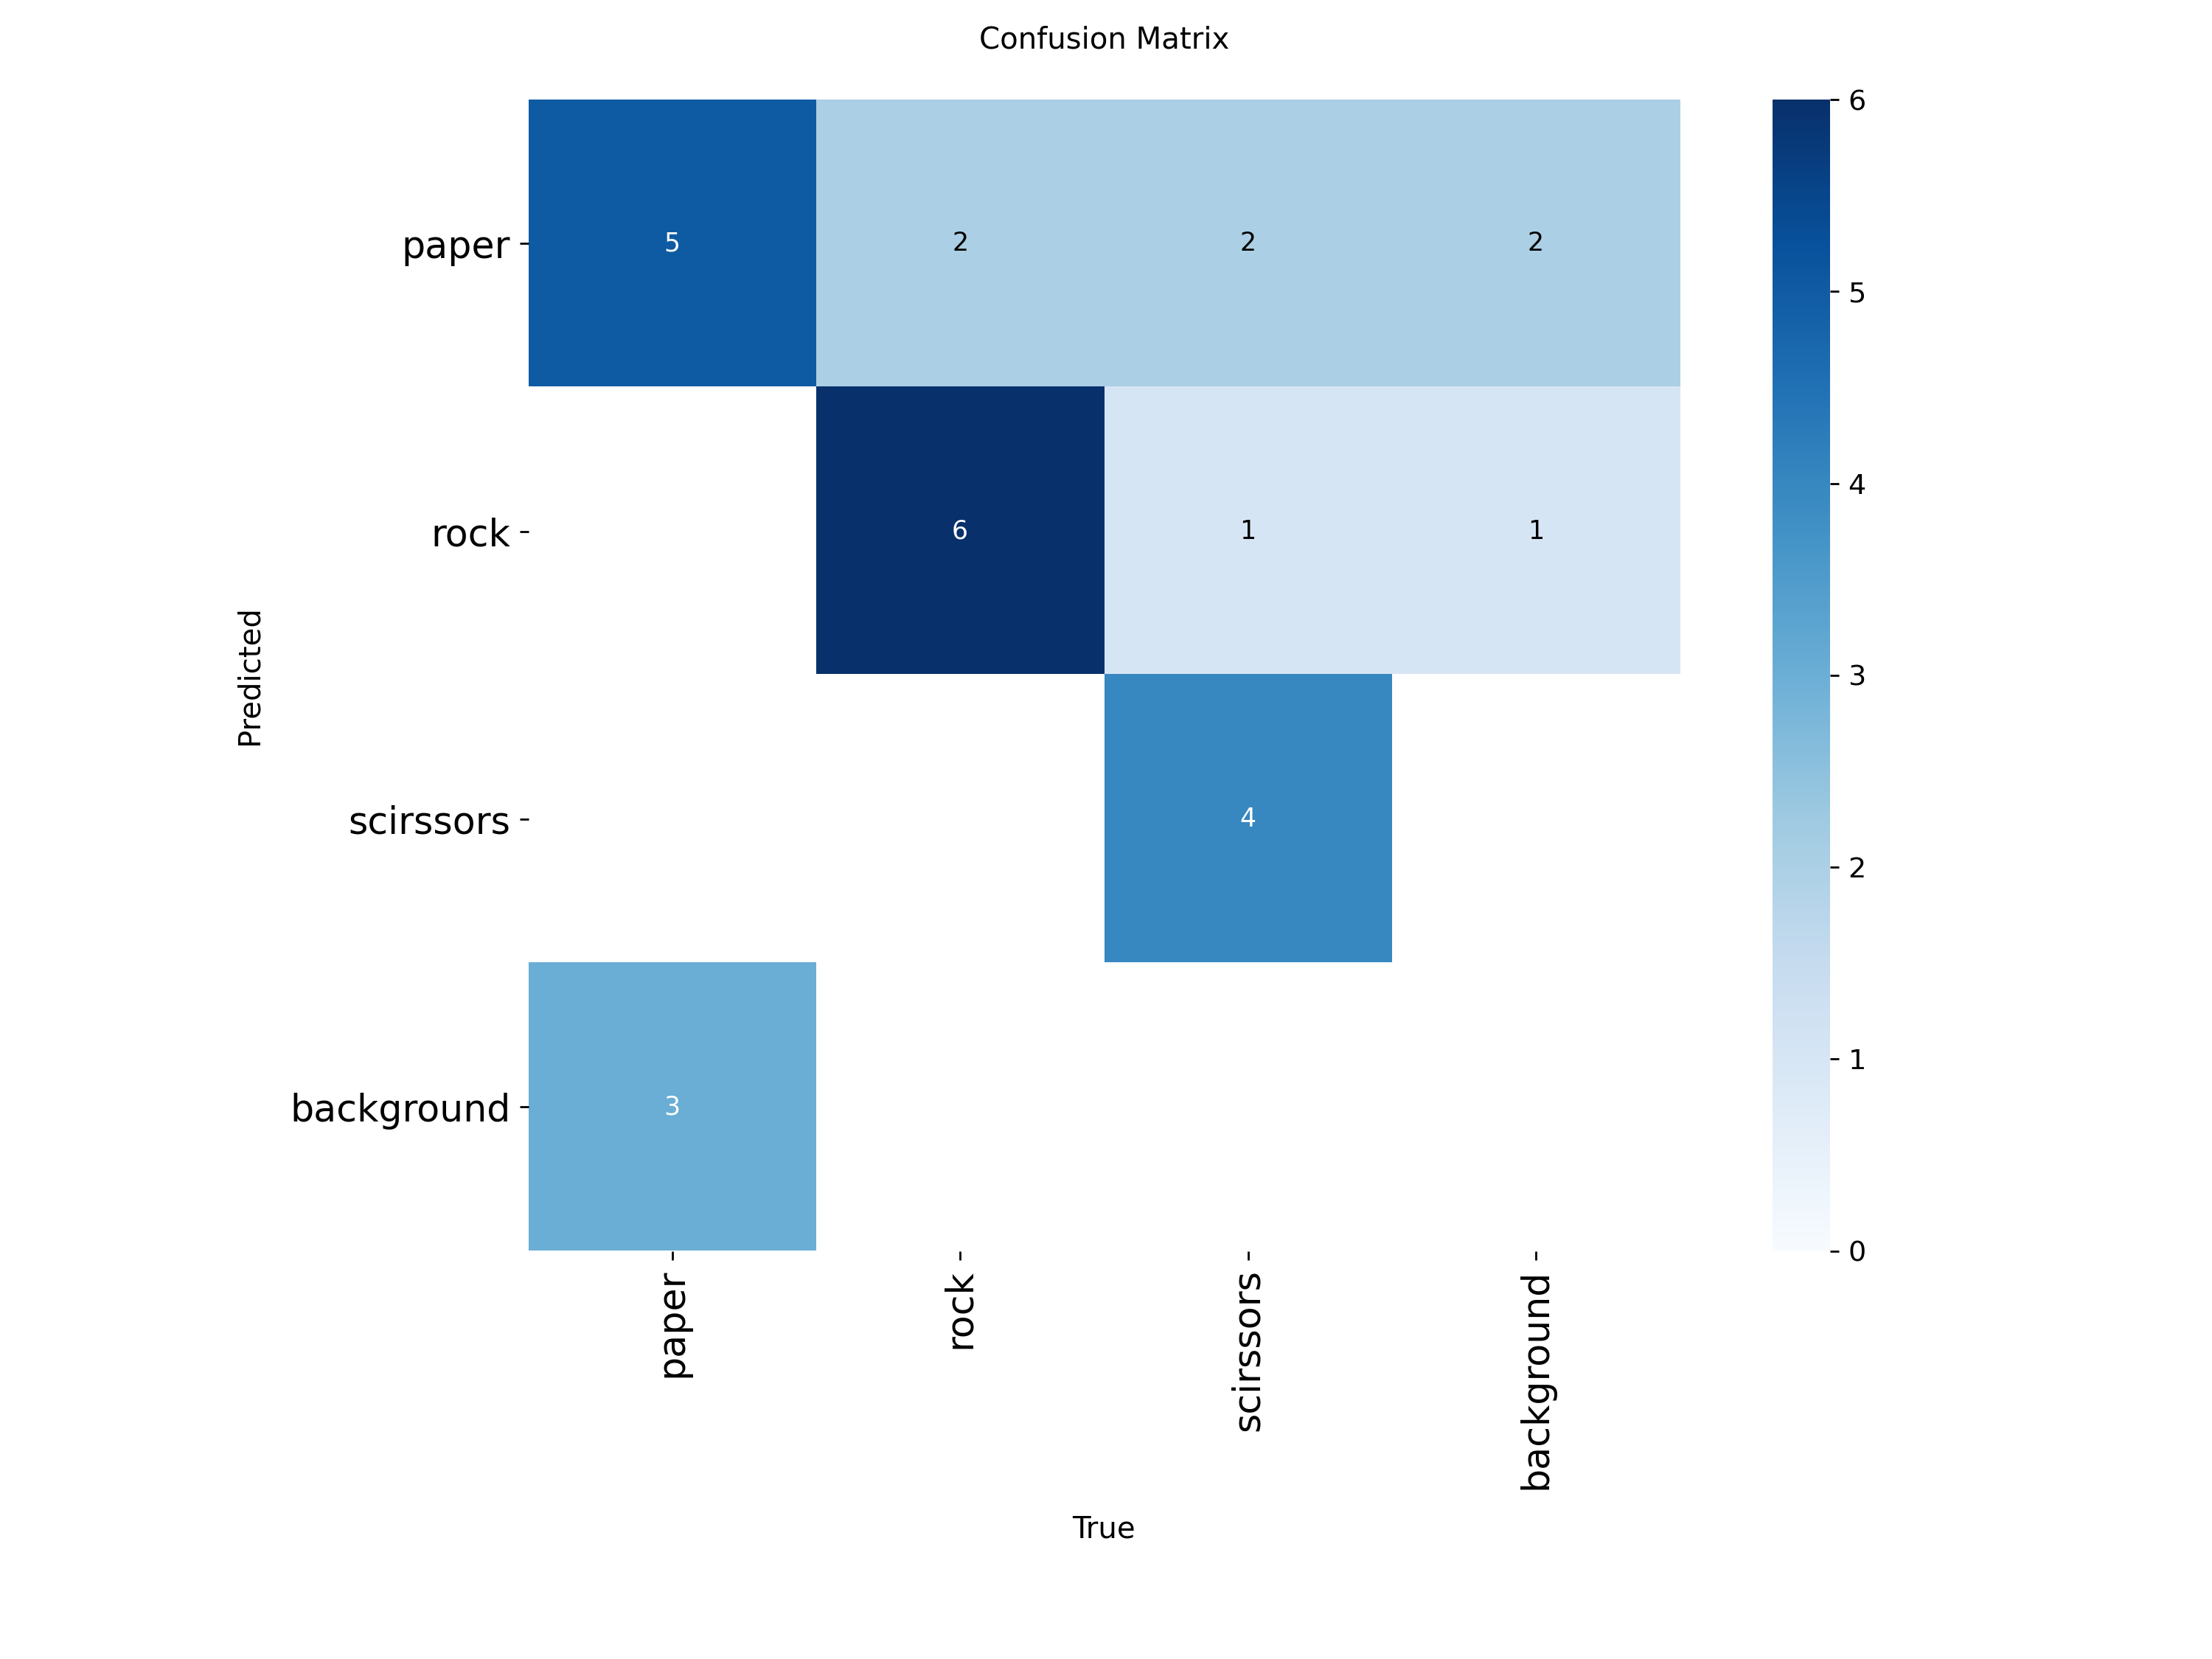 Confusion Matrix
paper
5
2
2
2
rock
6
1
1
scirssors
4
background
3
Predicted
paper
rock
scirssors
background
True
6
5
4
3
2
1
0